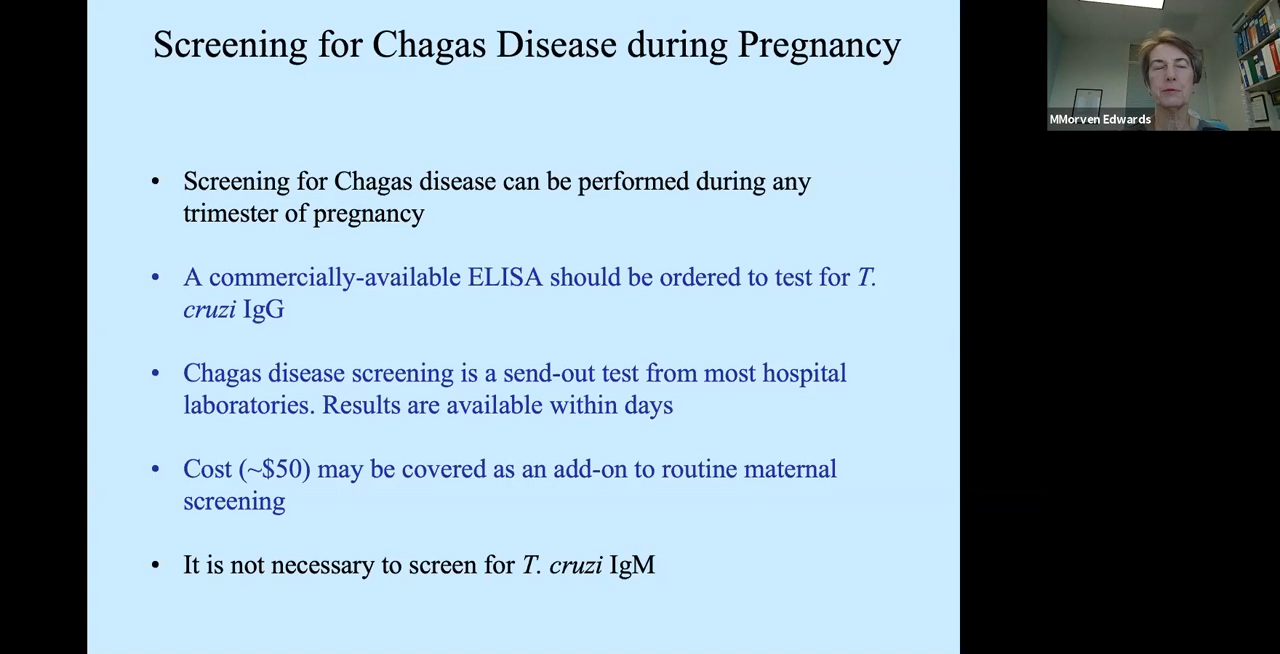 Screening for Chagas Disease during Pregnancy
• Screening for Chagas disease can be performed during any
trimester of pregnancy
• A commercially-available ELISA should be ordered to test for T.
cruzi IgG
• Chagas disease screening is a send-out test from most hospital
laboratories. Results are available within days
• Cost (~$50) may be covered as an add-on to routine maternal
screening
• It is not necessary to screen for T. cruzi IgM
MMorven Edwards